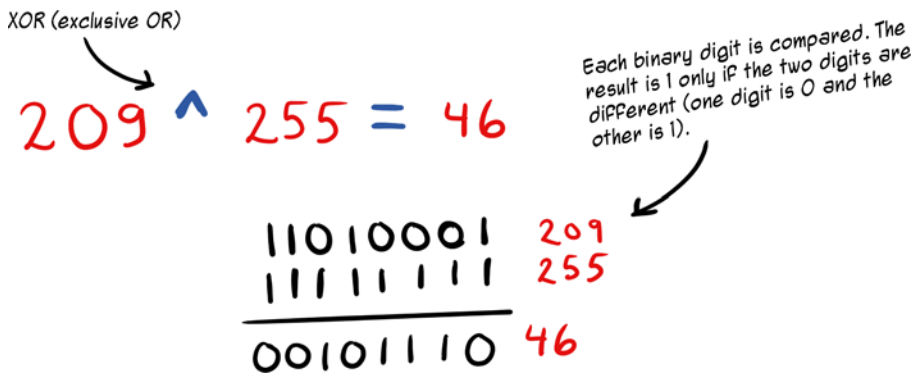 XOR (exclusive OR)
209 ^ 255 = 46
Each binary digit is compared. The
result is 1 only if the two digits are
different (one digit is 0 and the
other is 1).
11010001 209
11111111 255
00101110 46